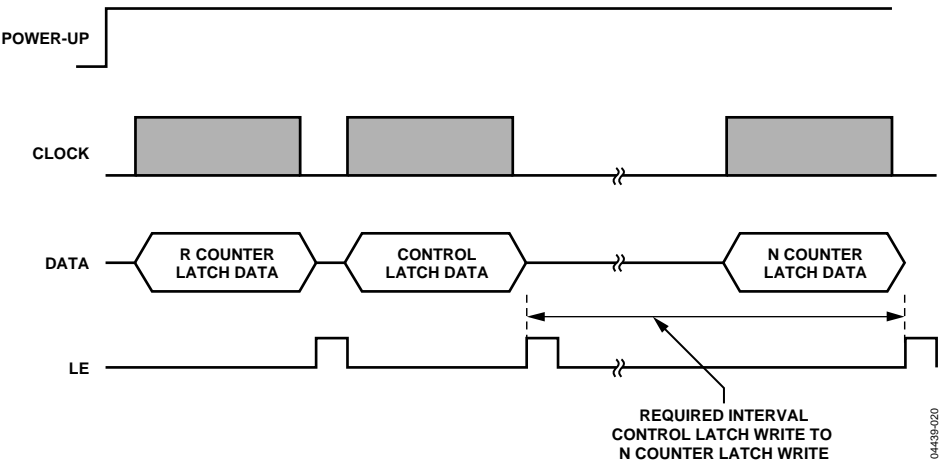 POWER-UP
CLOCK
DATA
R COUNTER
LATCH DATA
CONTROL
LATCH DATA
N COUNTER
LATCH DATA
LE
REQUIRED INTERVAL
CONTROL LATCH WRITE TO
N COUNTER LATCH WRITE
04439-020